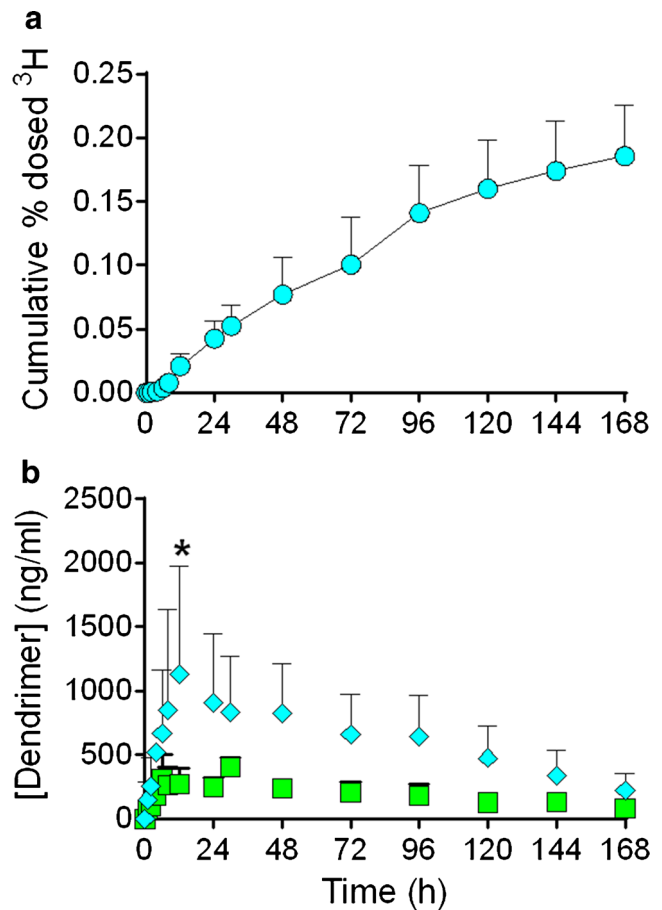 a
Cumulative % dosed ³H
0.25
0.20
0.15
0.10
0.05
0.00
0 24 48 72 96 120 144 168
b
[Dendrimer] (ng/ml)
2500
2000
1500
1000
500
0
*
0 24 48 72 96 120 144 168
Time (h)